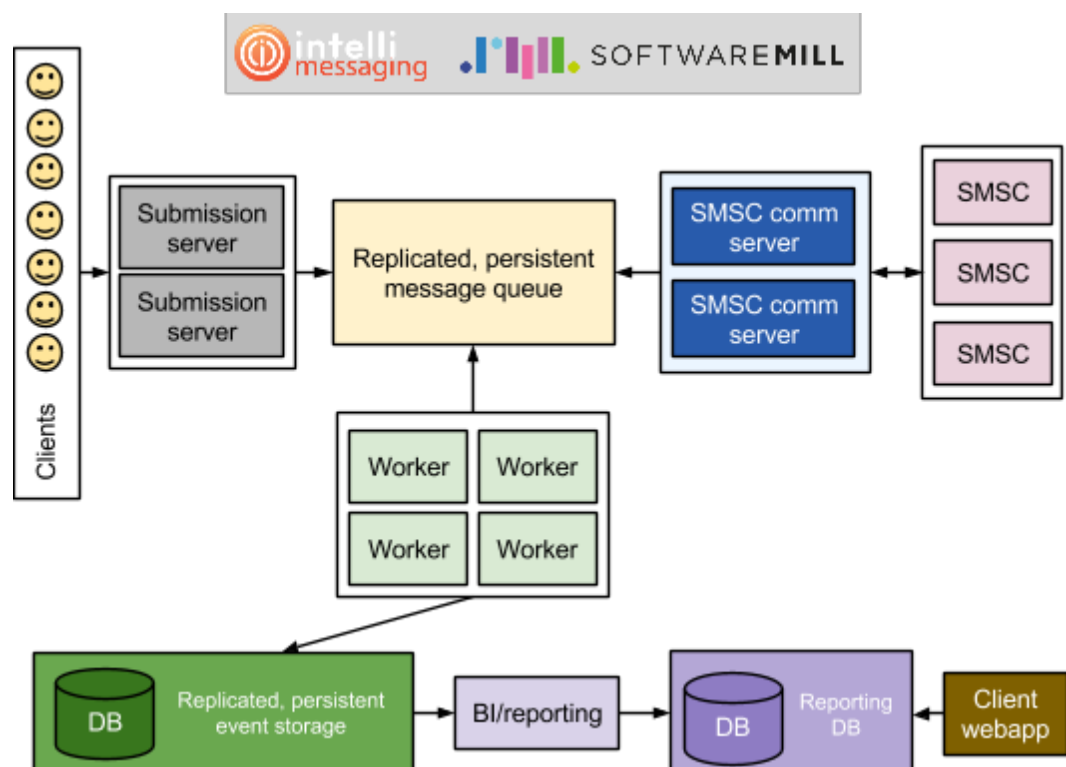 intelli
messaging
SOFTWAREMILL
Clients
Submission
server
Submission
server
Replicated, persistent
message queue
SMSC comm
server
SMSC comm
server
SMSC
SMSC
SMSC
Worker
Worker
Worker
Worker
DB
Replicated, persistent
event storage
BI/reporting
DB
Reporting
DB
Client
webapp